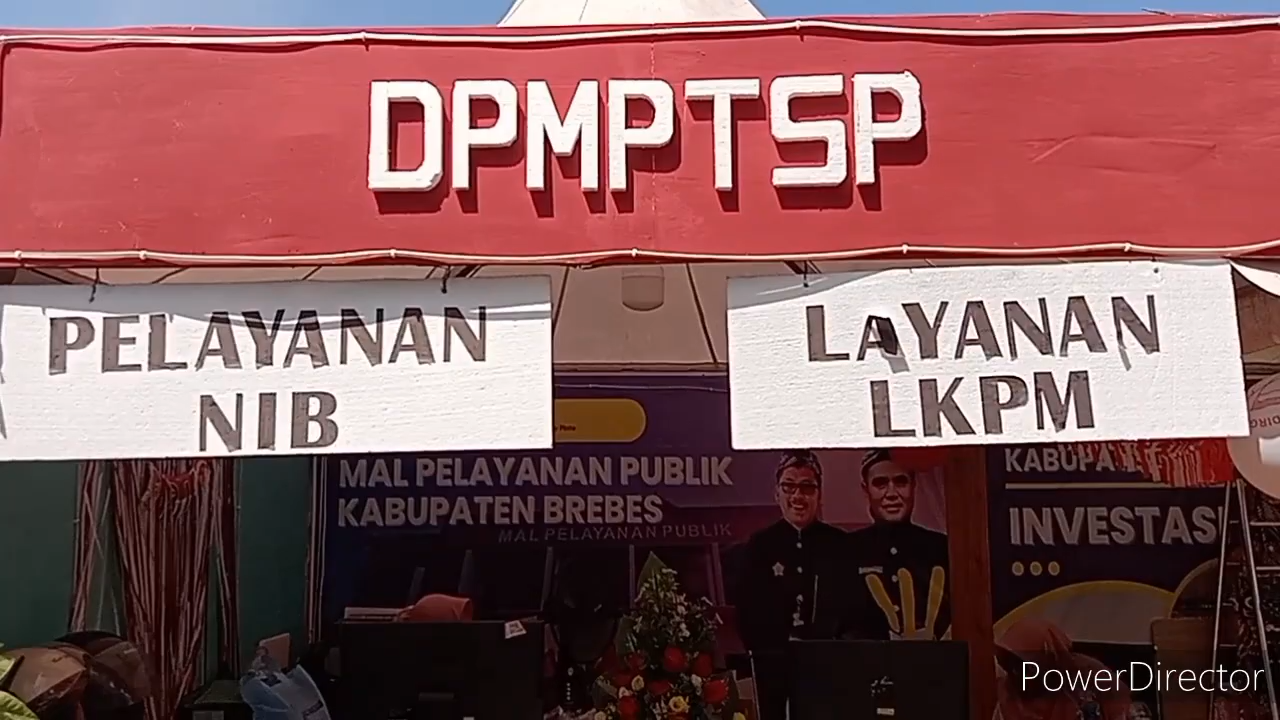 DPMPTSP
PELAYANAN
NIB
LAYANAN
LKPM
MAL PELAYANAN PUBLIK
KABUPATEN BREBES
MAL PELAYANAN PUBLIK
INVESTASI
PowerDirector